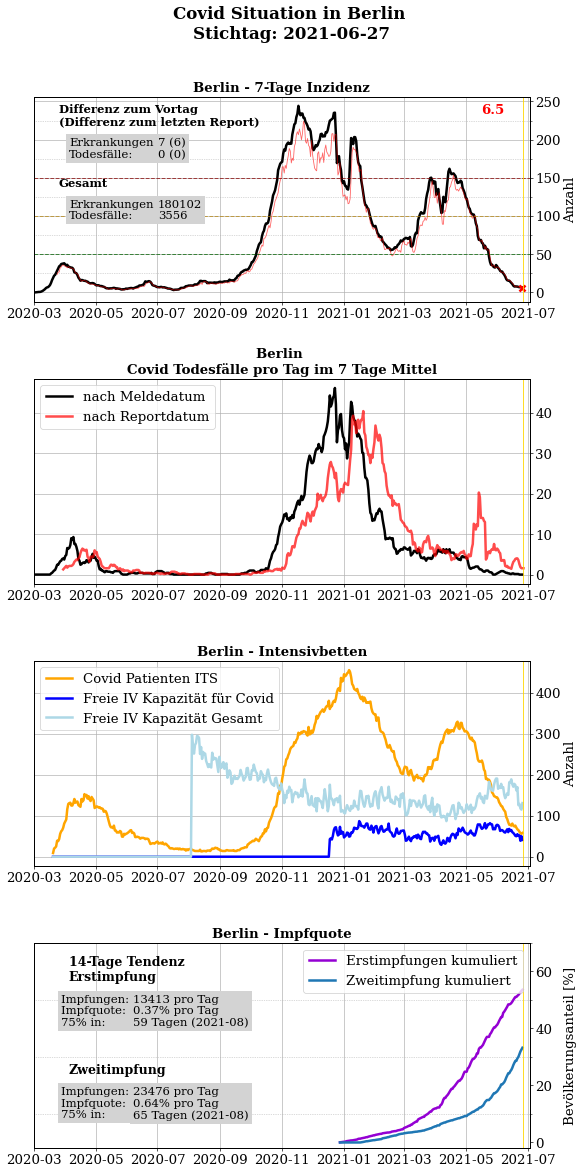 Covid Situation in Berlin
Stichtag: 2021-06-27
Berlin - 7-Tage Inzidenz
Differenz zum Vortag
(Differenz zum letzten Report)
Erkrankungen 7 (6)
Todesfälle: 0 (0)
Gesamt
Erkrankungen 180102
Todesfälle: 3556
6.5
250
200
150
100
50
0
Anzahl
2020-03 2020-05 2020-07 2020-09 2020-11 2021-01 2021-03 2021-05 2021-07
Berlin
Covid Todesfälle pro Tag im 7 Tage Mittel
nach Meldedatum
nach Reportdatum
40
30
20
10
0
2020-03 2020-05 2020-07 2020-09 2020-11 2021-01 2021-03 2021-05 2021-07
Berlin - Intensivbetten
Covid Patienten ITS
Freie IV Kapazität für Covid
Freie IV Kapazität Gesamt
400
300
200
100
0
Anzahl
2020-03 2020-05 2020-07 2020-09 2020-11 2021-01 2021-03 2021-05 2021-07
Berlin - Impfquote
14-Tage Tendenz
Erstimpfung
Impfungen: 13413 pro Tag
Impfquote: 0.37% pro Tag
75% in: 59 Tagen (2021-08)
Zweitimpfung
Impfungen: 23476 pro Tag
Impfquote: 0.64% pro Tag
75% in: 65 Tagen (2021-08)
Erstimpfungen kumuliert
Zweitimpfung kumuliert
60
40
20
0
Bevölkerungsanteil [%]
2020-03 2020-05 2020-07 2020-09 2020-11 2021-01 2021-03 2021-05 2021-07